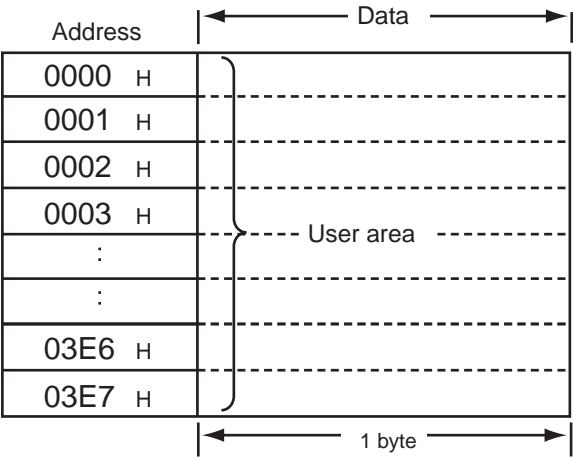 Data
Address
0000 H
0001 H
0002 H
0003 H
User area
:
:
03E6 H
03E7 H
1 byte